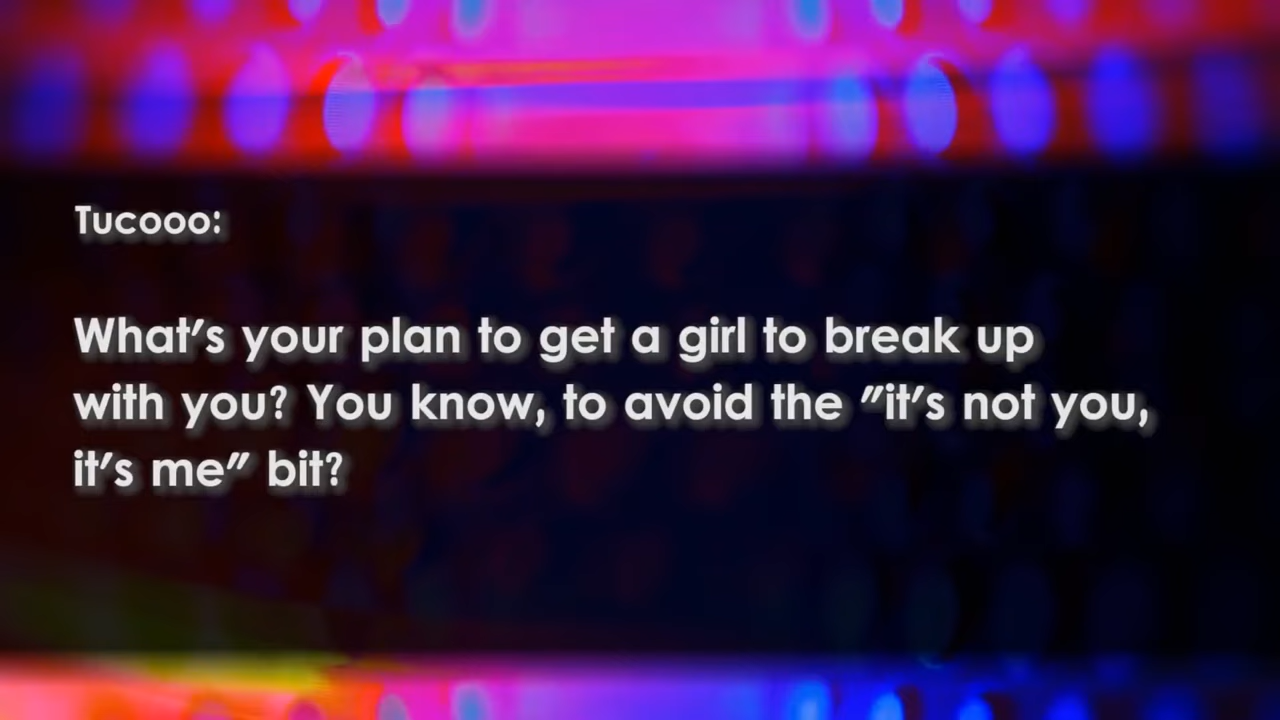 Tucooo:
What's your plan to get a girl to break up
with you? You know, to avoid the "it's not you,
it's me" bit?